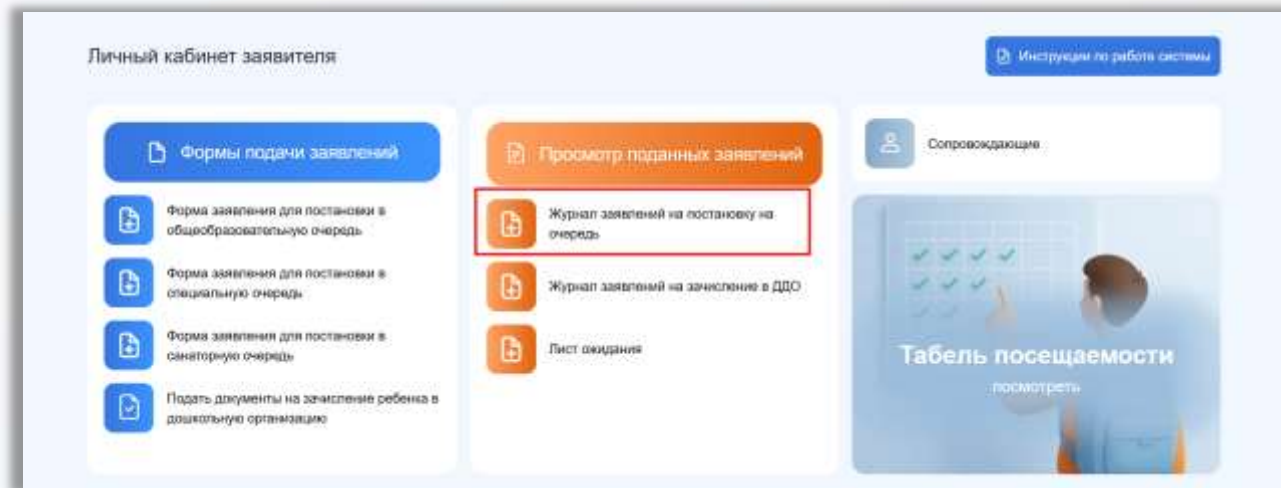 Личный кабинет заявителя
Инструкции по работе системы
Формы подачи заявлений
Форма заявления для постановки в
общеобразовательную очередь
Форма заявления для постановки в
специальную очередь
Форма заявления для постановки в
санаторную очередь
Подать документы на зачисление ребенка в
дошкольную организацию
Просмотр поданных заявлений
Журнал заявлений на постановку на
очередь
Журнал заявлений на зачисление в ДДО
Лист ожидания
Сопровождающие
Табель посещаемости
посмотреть